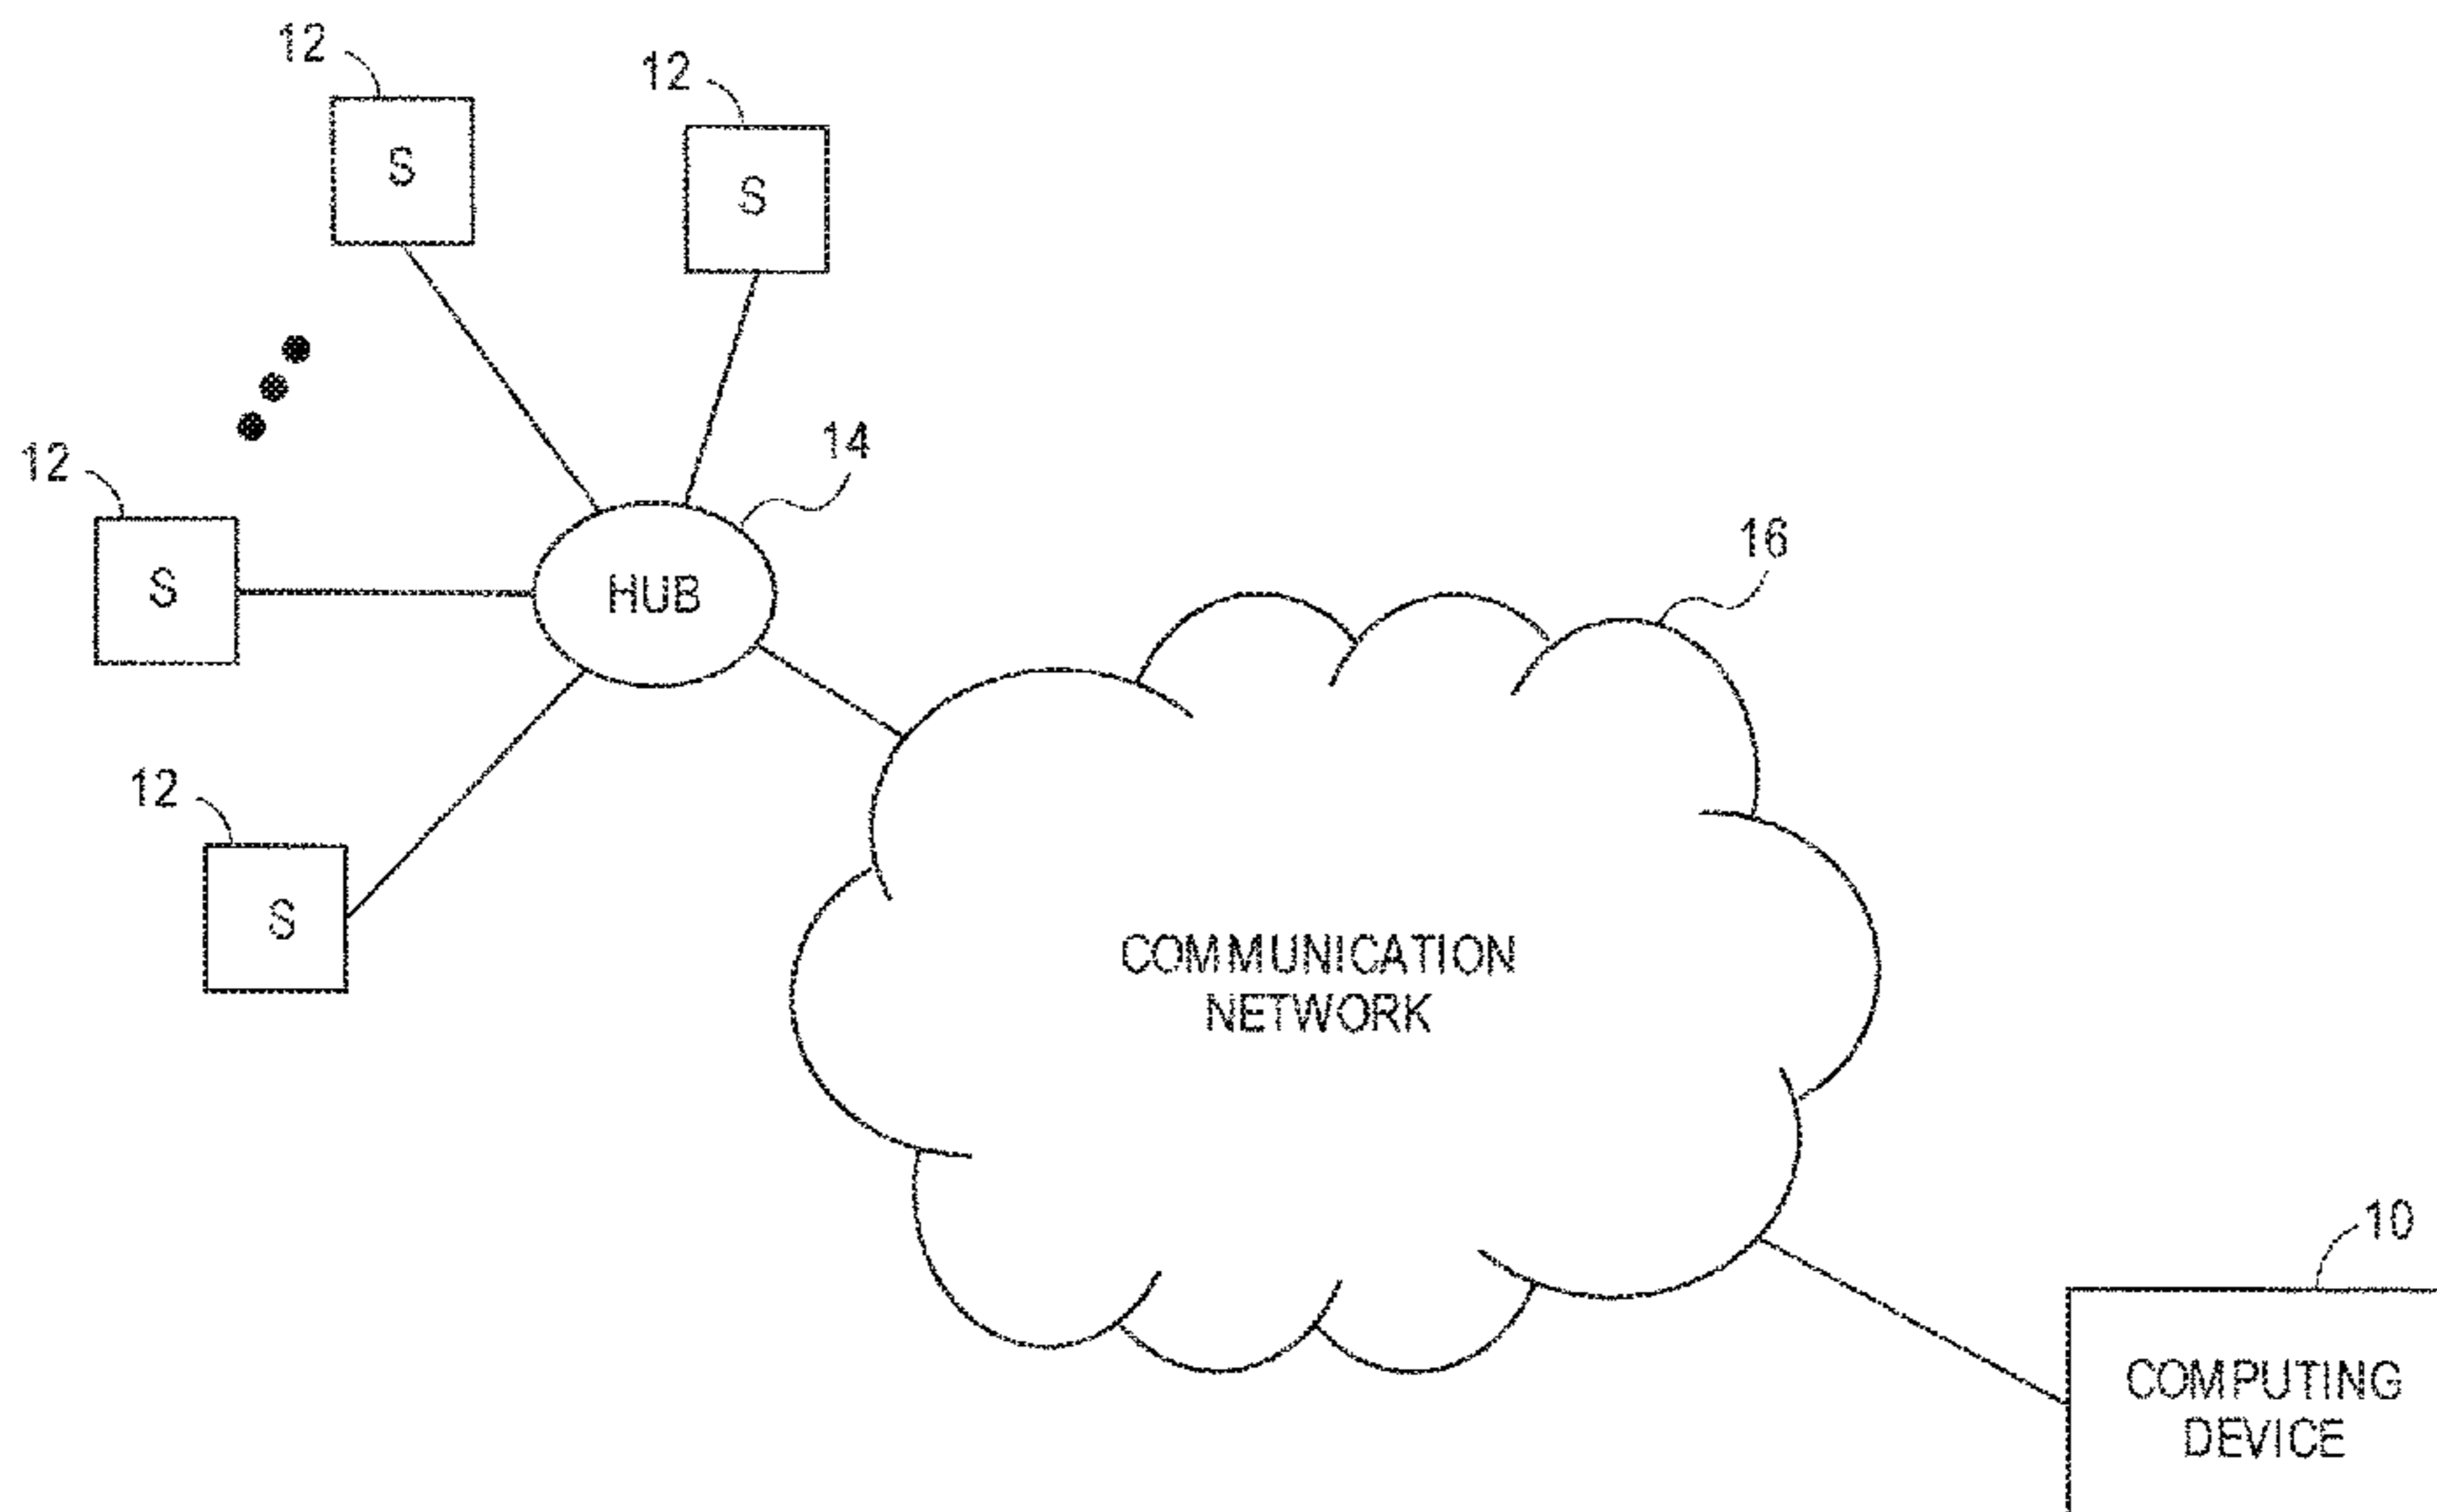 12
12
S
S
14
12
16
S
HUB
12
S
COMMUNICATION
NETWORK
10
COMPUTING
DEVICE